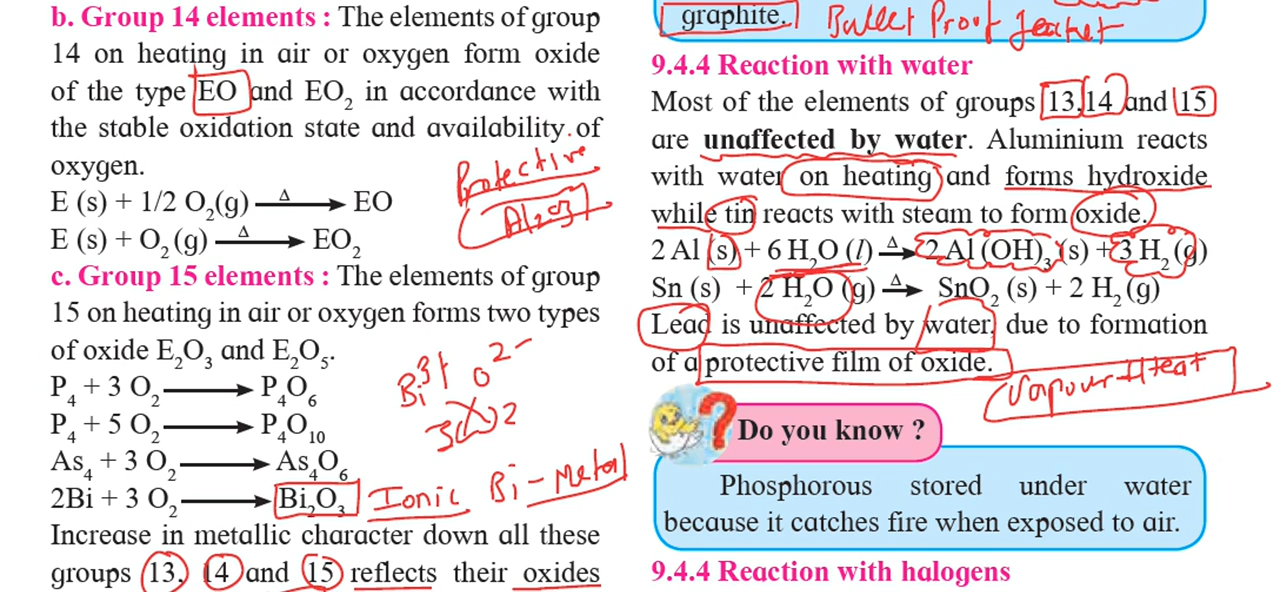 b. Group 14 elements : The elements of group
14 on heating in air or oxygen form oxide
of the type EO and EO₂ in accordance with
the stable oxidation state and availability of
oxygen.
E (s) + 1/2 O₂(g) —Δ→ EO
E (s) + O₂ (g) —Δ→ EO₂
Protective
Al₂O₃
c. Group 15 elements : The elements of group
15 on heating in air or oxygen forms two types
of oxide E₂O₃ and E₂O₅.
P₄ + 3 O₂ → P₄O₆
P₄ + 5 O₂ → P₄O₁₀
As₄ + 3 O₂ → As₄O₆
2Bi + 3 O₂ → Bi₂O₃
Bi³⁺ O²⁻
3 2
Ionic Bi - Metal
Increase in metallic character down all these
groups 13, 14 and 15 reflects their oxides
graphite. Bullet Proof Jacket
9.4.4 Reaction with water
Most of the elements of groups 13,14 and 15
are unaffected by water. Aluminium reacts
with water on heating and forms hydroxide
while tin reacts with steam to form oxide.
2 Al (s) + 6 H₂O (l) —Δ→ 2 Al (OH)₃ (s) + 3 H₂ (g)
Sn (s) + 2 H₂O (g) —Δ→ SnO₂ (s) + 2 H₂ (g)
Lead is unaffected by water, due to formation
of a protective film of oxide.
Vapour Heat
Do you know ?
Phosphorous stored under water
because it catches fire when exposed to air.
9.4.4 Reaction with halogens